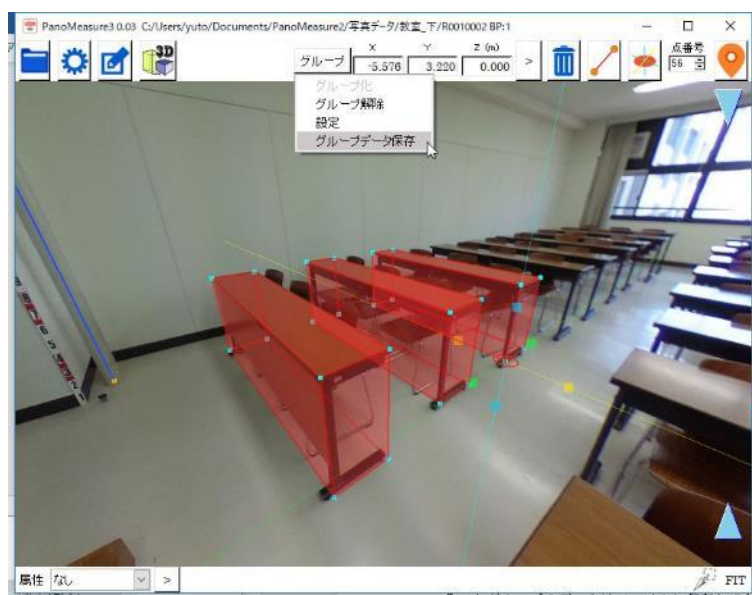 PanoMeasure3 0.03 C:/Users/yuto/Documents/PanoMeasure2/写真データ/教室_下/R0010002 BP:1
3D
グループ
X Y Z (m)
-5.576 3.220 0.000 >
点番号
56
グループ化
グループ解除
設定
グループデータ保存
属性 なし >
FIT